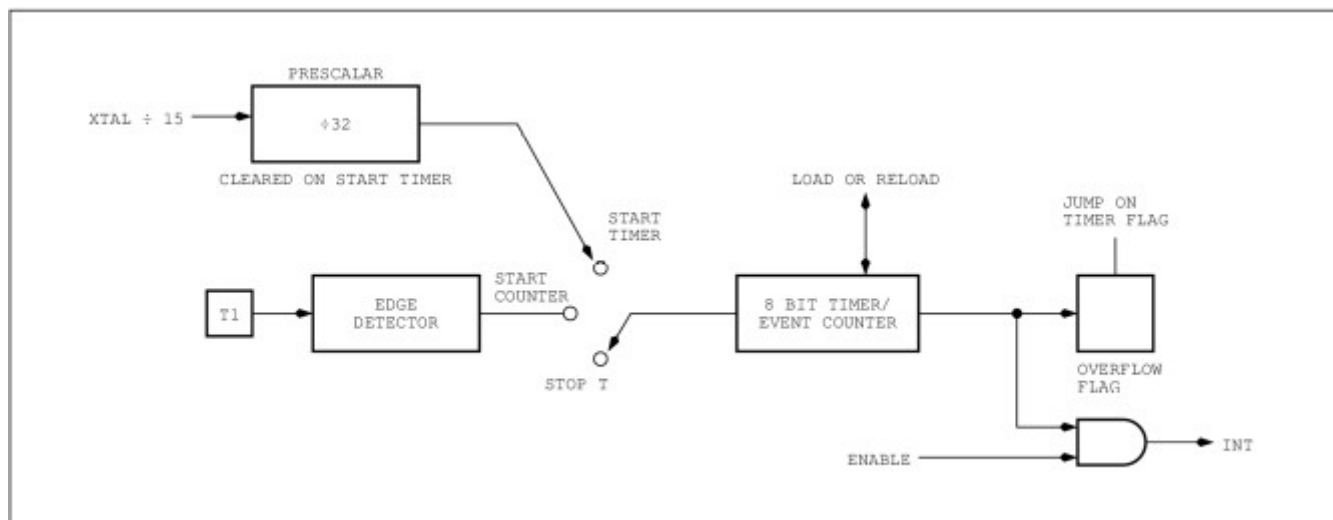 PRESCALAR
XTAL ÷ 15
÷32
CLEARED ON START TIMER
LOAD OR RELOAD
JUMP ON
TIMER FLAG
START
TIMER
START
COUNTER
T1
EDGE
DETECTOR
8 BIT TIMER/
EVENT COUNTER
STOP T
OVERFLOW
FLAG
ENABLE
INT